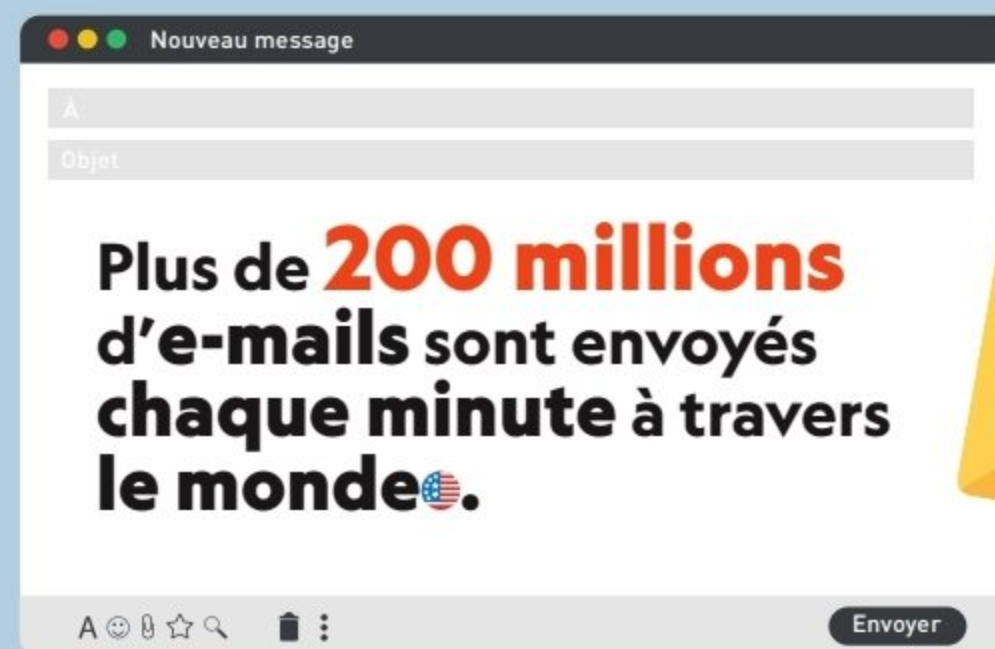 Nouveau message
À
Objet
Plus de 200 millions
d’e-mails sont envoyés
chaque minute à travers
le monde.
A
Envoyer